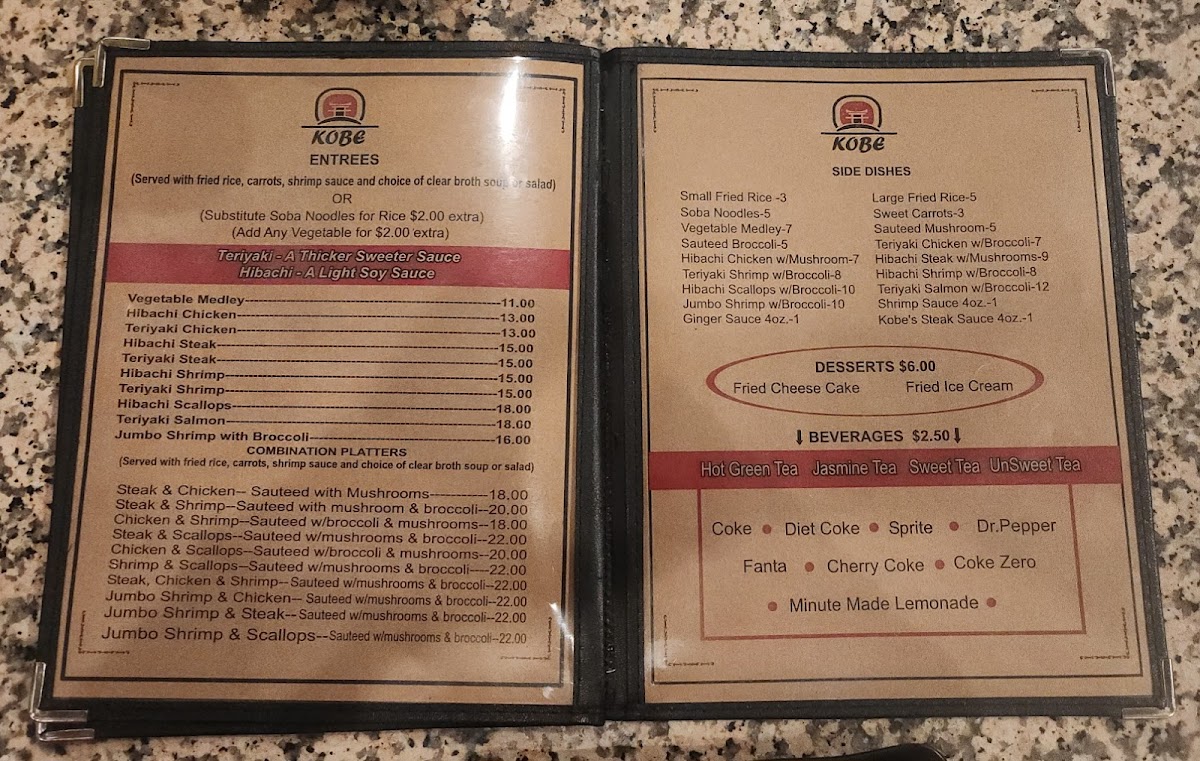 KOBE
ENTREES
(Served with fried rice, carrots, shrimp sauce and choice of clear broth soup or salad)
OR
(Substitute Soba Noodles for Rice $2.00 extra)
(Add Any Vegetable for $2.00 extra)
Teriyaki - A Thicker Sweeter Sauce
Hibachi - A Light Soy Sauce
Vegetable Medley---11.00
Hibachi Chicken---13.00
Teriyaki Chicken---13.00
Hibachi Steak---15.00
Teriyaki Steak---15.00
Hibachi Shrimp---15.00
Teriyaki Shrimp---15.00
Hibachi Scallops---18.00
Teriyaki Salmon---18.00
Jumbo Shrimp with Broccoli---16.00
COMBINATION PLATTERS
(Served with fried rice, carrots, shrimp sauce and choice of clear broth soup or salad)
Steak & Chicken-- Sauteed with Mushrooms-----------18.00
Steak & Shrimp--Sauteed with mushroom & broccoli--20.00
Chicken & Shrimp--Sauteed w/broccoli & mushrooms--18.00
Steak & Scallops--Sauteed w/mushrooms & broccoli--22.00
Chicken & Scallops--Sauteed w/broccoli & mushrooms--20.00
Shrimp & Scallops--Sauteed w/mushrooms & broccoli----22.00
Steak, Chicken & Shrimp--Sauteed w/mushrooms & broccoli--22.00
Jumbo Shrimp & Chicken-- Sauteed w/mushrooms & broccoli--22.00
Jumbo Shrimp & Steak--Sauteed w/mushrooms & broccoli--22.00
Jumbo Shrimp & Scallops--Sauteed w/mushrooms & broccoli--22.00
KOBE
SIDE DISHES
Small Fried Rice -3 Large Fried Rice-5
Soba Noodles-5 Sweet Carrots-3
Vegetable Medley-7 Sauteed Mushroom-5
Sauteed Broccoli-5 Teriyaki Chicken w/Broccoli-7
Hibachi Chicken w/Mushroom-7 Hibachi Steak w/Mushrooms-9
Teriyaki Shrimp w/Broccoli-8 Hibachi Shrimp w/Broccoli-8
Hibachi Scallops w/Broccoli-10 Teriyaki Salmon w/Broccoli-12
Jumbo Shrimp w/Broccoli-10 Shrimp Sauce 4oz.-1
Ginger Sauce 4oz.-1 Kobe's Steak Sauce 4oz.-1
DESSERTS $6.00
Fried Cheese Cake Fried Ice Cream
BEVERAGES $2.50
Hot Green Tea Jasmine Tea Sweet Tea UnSweet Tea
Coke • Diet Coke • Sprite • Dr.Pepper
Fanta • Cherry Coke • Coke Zero
• Minute Made Lemonade •